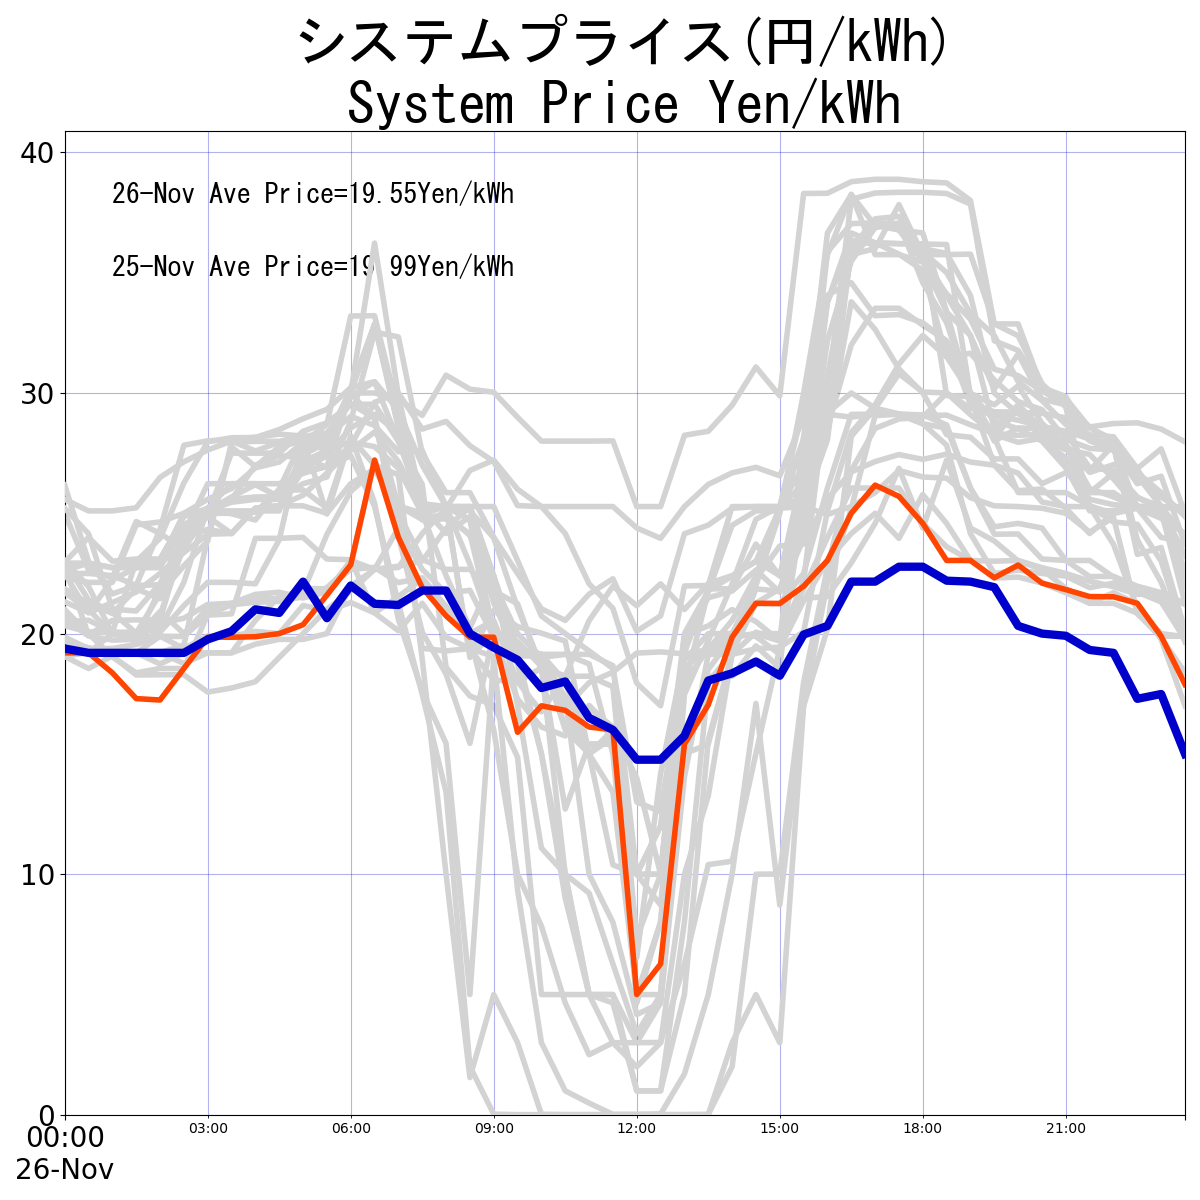 システムプライス(円/kWh)
System Price Yen/kWh
40
26-Nov Ave Price=19.55Yen/kWh
25-Nov Ave Price=19.99Yen/kWh
30
20
10
0
00:00 03:00 06:00 09:00 12:00 15:00 18:00 21:00
26-Nov